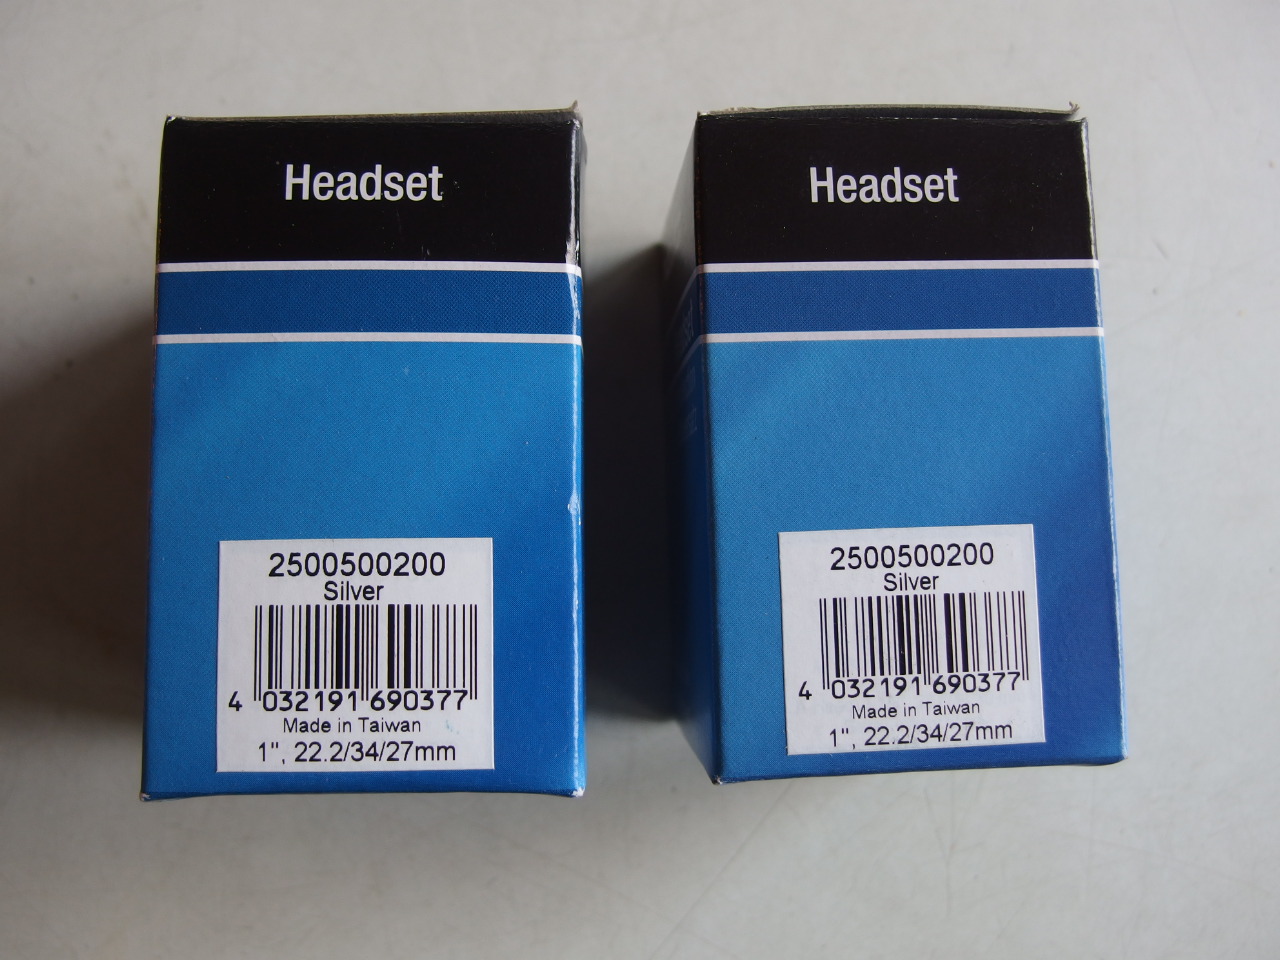 Headset
2500500200
Silver
4 032191 690377
Made in Taiwan
1", 22.2/34/27mm
Headset
2500500200
Silver
4 032191 690377
Made in Taiwan
1", 22.2/34/27mm